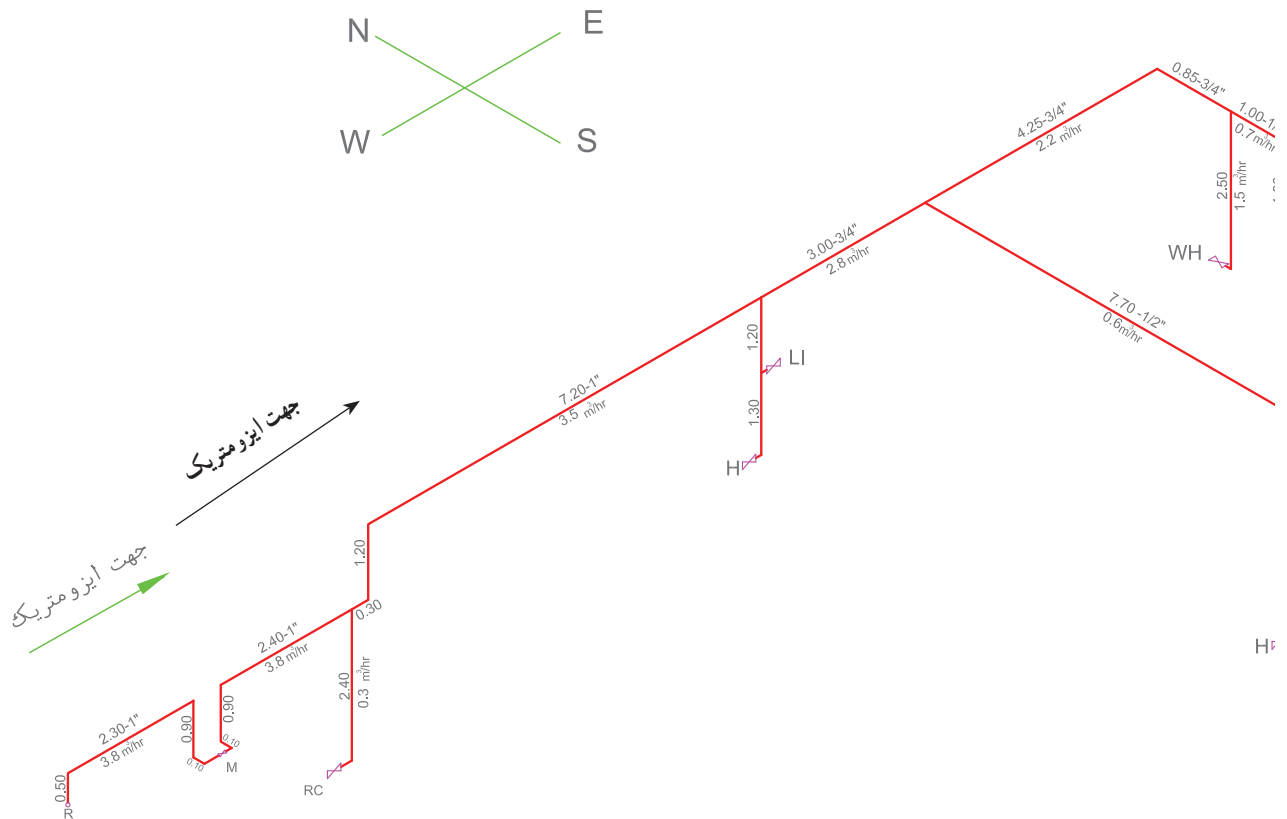 N
E
W
S
0.85-3/4"
1.00-1/
0.7m³/hr
4.25-3/4"
2.2 m³/hr
2.50
1.5 m³/hr
WH
3.00-3/4"
2.8 m³/hr
7.70 -1/2"
0.6m³/hr
1.20
LI
1.30
H
7.20-1"
3.5 m³/hr
جهت ایزومتریک
جهت ایزومتریک
1.20
0.30
2.40-1"
3.8 m³/hr
2.40
0.3 m³/hr
H
0.90
0.90
0.10
0.10
M
2.30-1"
3.8 m³/hr
0.50
R
RC